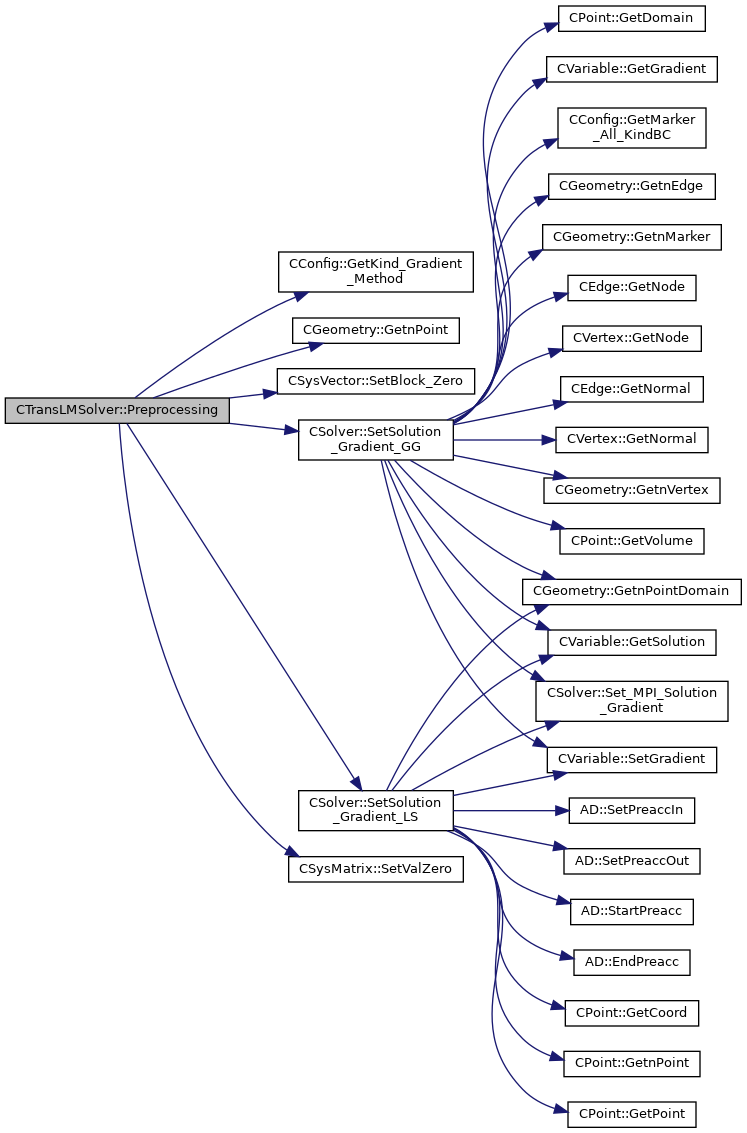 CTransLMSolver::Preprocessing
CConfig::GetKind_Gradient
_Method
CGeometry::GetnPoint
CSysVector::SetBlock_Zero
CSolver::SetSolution
_Gradient_GG
CSolver::SetSolution
_Gradient_LS
CSysMatrix::SetValZero
CPoint::GetDomain
CVariable::GetGradient
CConfig::GetMarker
_All_KindBC
CGeometry::GetnEdge
CGeometry::GetnMarker
CEdge::GetNode
CVertex::GetNode
CEdge::GetNormal
CVertex::GetNormal
CGeometry::GetnVertex
CPoint::GetVolume
CGeometry::GetnPointDomain
CVariable::GetSolution
CSolver::Set_MPI_Solution
_Gradient
CVariable::SetGradient
AD::SetPreaccIn
AD::SetPreaccOut
AD::StartPreacc
AD::EndPreacc
CPoint::GetCoord
CPoint::GetnPoint
CPoint::GetPoint